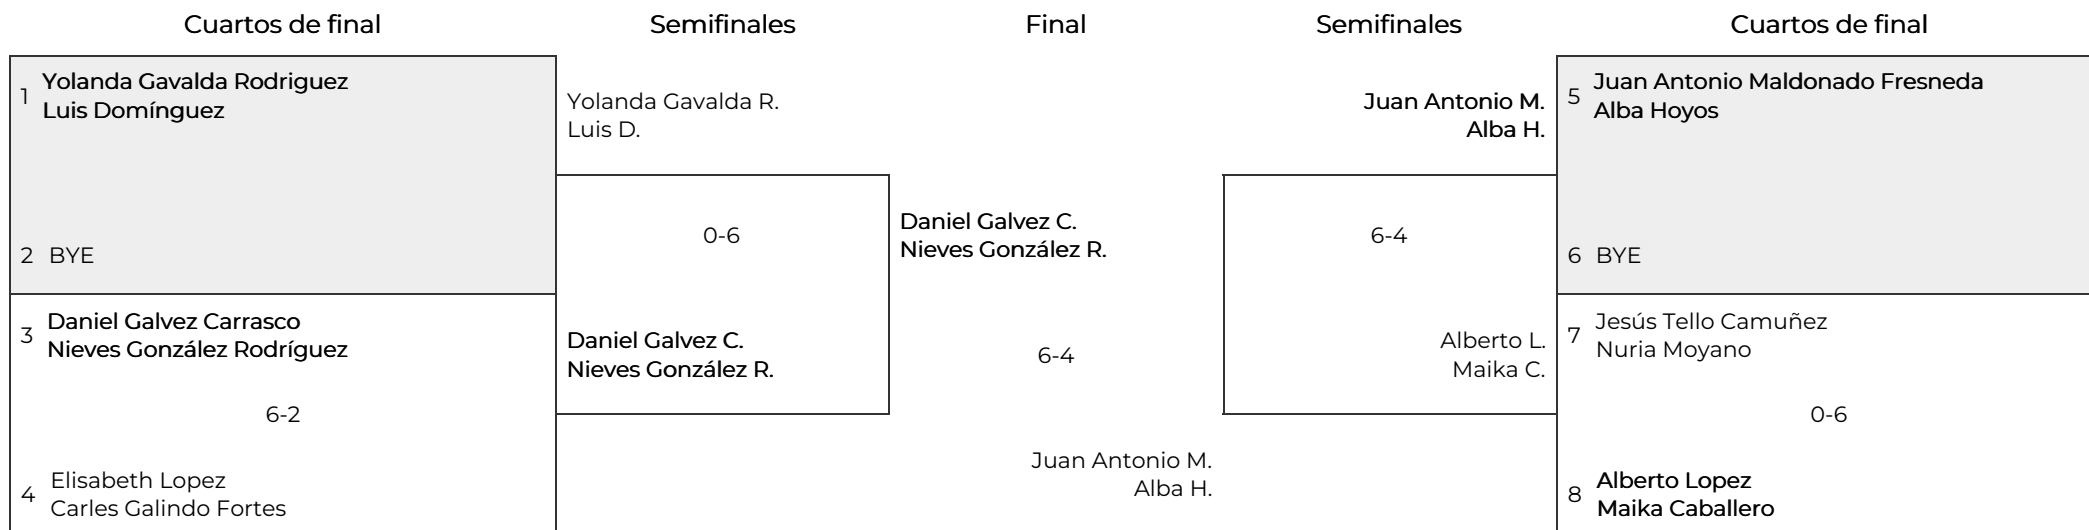 Cuartos de final
Semifinales
Final
Semifinales
Cuartos de final
1
Yolanda Gavalda Rodriguez
Luis Domínguez
2 BYE
3
Daniel Galvez Carrasco
Nieves González Rodríguez
6-2
4
Elisabeth Lopez
Carles Galindo Fortes
Yolanda Gavalda R.
Luis D.
0-6
Daniel Galvez C.
Nieves González R.
Daniel Galvez C.
Nieves González R.
6-4
Juan Antonio M.
Alba H.
Juan Antonio M.
Alba H.
6-4
Alberto L.
Maika C.
5
Juan Antonio Maldonado Fresneda
Alba Hoyos
6 BYE
7
Jesús Tello Camuñez
Nuria Moyano
0-6
8
Alberto Lopez
Maika Caballero